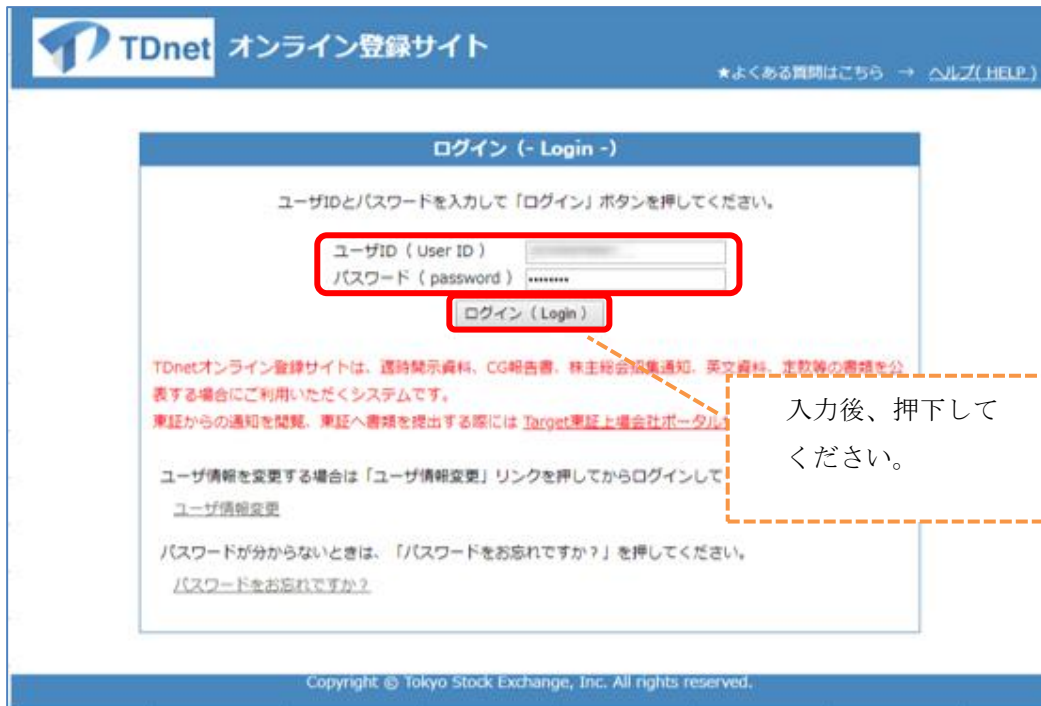 TDnet オンライン登録サイト
★よくある質問はこちら → ヘルプ( HELP )
ログイン（- Login -）
ユーザIDとパスワードを入力して「ログイン」ボタンを押してください。
ユーザID（ User ID ）
パスワード（ password ） ••••••••
ログイン（ Login ）
TDnetオンライン登録サイトは、適時開示資料、CG報告書、株主総会招集通知、英文資料、定款等の書類を公
表する場合にご利用いただくシステムです。
東証からの通知を閲覧、東証へ書類を提出する際には Target東証上場会社ポータル
入力後、押下して
ください。
ユーザ情報を変更する場合は「ユーザ情報変更」リンクを押してからログインして
ユーザ情報変更
パスワードが分からないときは、「パスワードをお忘れですか？」を押してください。
パスワードをお忘れですか？
Copyright © Tokyo Stock Exchange, Inc. All rights reserved.